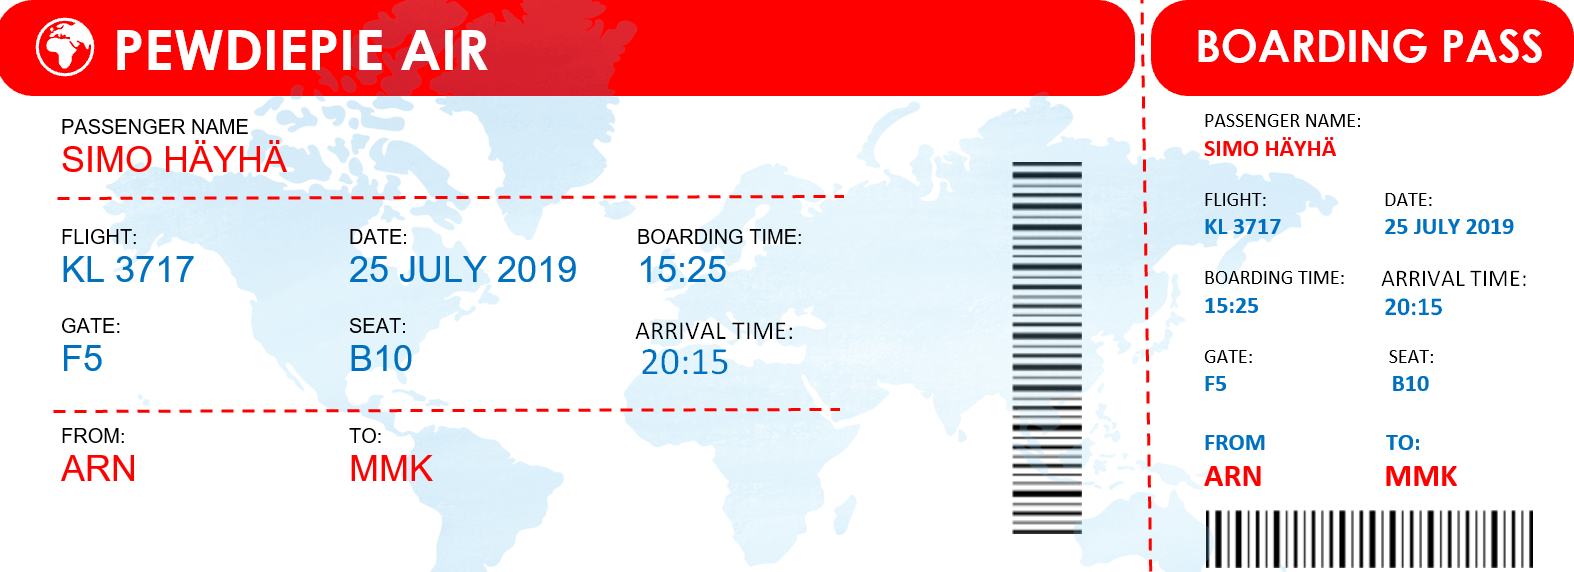 PEWDIEPIE AIR
PASSENGER NAME
SIMO HÄYHÄ
FLIGHT: DATE: BOARDING TIME:
KL 3717 25 JULY 2019 15:25
GATE: SEAT: ARRIVAL TIME:
F5 B10 20:15
FROM: TO:
ARN MMK
BOARDING PASS
PASSENGER NAME:
SIMO HÄYHÄ
FLIGHT: DATE:
KL 3717 25 JULY 2019
BOARDING TIME: ARRIVAL TIME:
15:25 20:15
GATE: SEAT:
F5 B10
FROM TO:
ARN MMK